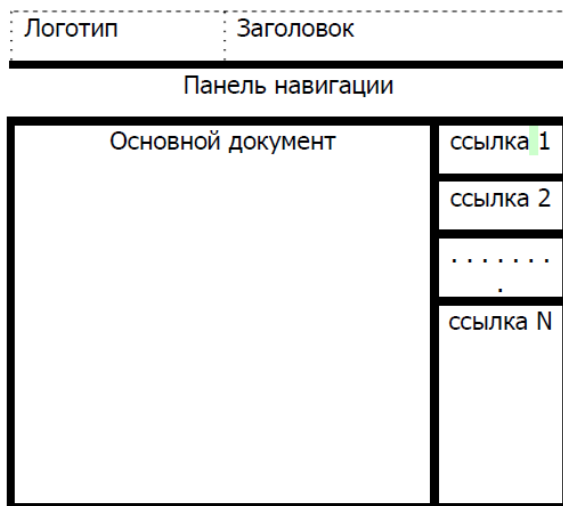 Логотип Заголовок
Панель навигации
Основной документ
ссылка 1
ссылка 2
. . . . . . .
.
ссылка N